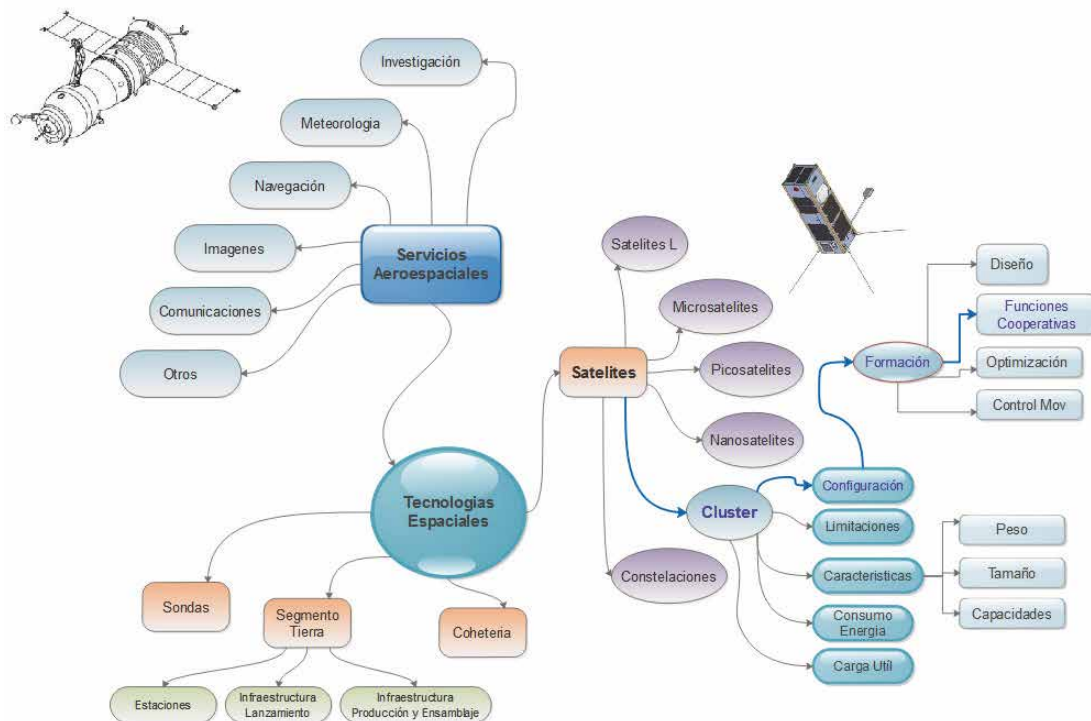 Investigación
Meteorologia
Navegación
Imagenes
Servicios
Aeroespaciales
Comunicaciones
Otros
Tecnologias
Espaciales
Sondas
Segmento
Tierra
Coheteria
Estaciones
Infraestructura
Lanzamiento
Infraestructura
Producción y Ensamblaje
Satelites
Satelites L
Microsatelites
Picosatelites
Nanosatelites
Cluster
Constelaciones
Configuración
Limitaciones
Caracteristicas
Consumo
Energia
Carga Utíl
Formación
Diseño
Funciones
Cooperativas
Optimización
Control Mov
Peso
Tamaño
Capacidades